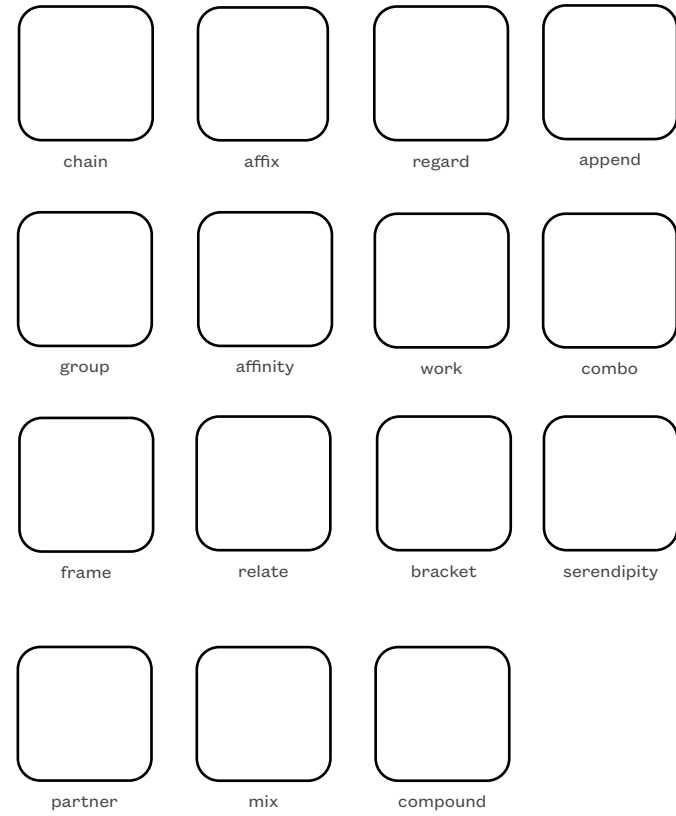 chain affix regard append
group affinity work combo
frame relate bracket serendipity
partner mix compound